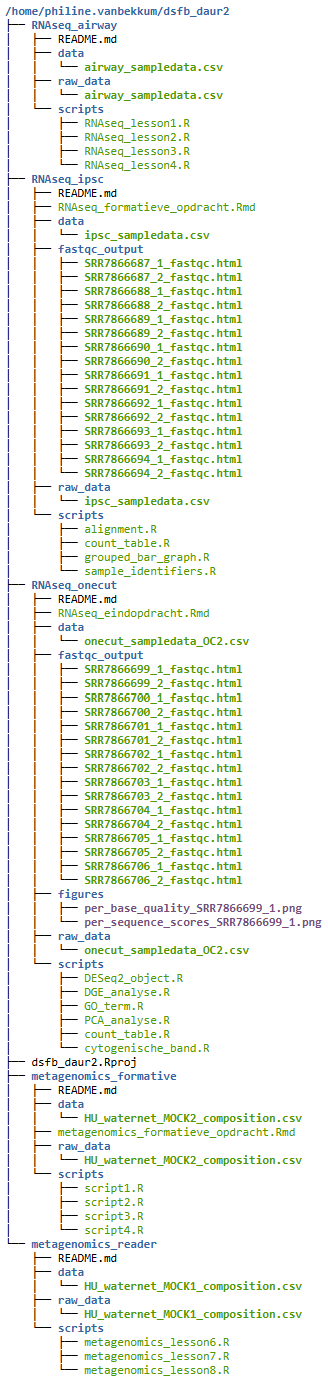 /home/philine.vanbekkum/dsfb_daur2
├── RNAseq_airway
│   ├── README.md
│   ├── data
│   │   └── airway_sampledata.csv
│   ├── raw_data
│   │   └── airway_sampledata.csv
│   └── scripts
│       ├── RNAseq_lesson1.R
│       ├── RNAseq_lesson2.R
│       ├── RNAseq_lesson3.R
│       └── RNAseq_lesson4.R
├── RNAseq_ipsc
│   ├── README.md
│   ├── RNAseq_formatieve_opdracht.Rmd
│   ├── data
│   │   └── ipsc_sampledata.csv
│   ├── fastqc_output
│   │   ├── SRR7866687_1_fastqc.html
│   │   ├── SRR7866687_2_fastqc.html
│   │   ├── SRR7866688_1_fastqc.html
│   │   ├── SRR7866688_2_fastqc.html
│   │   ├── SRR7866689_1_fastqc.html
│   │   ├── SRR7866689_2_fastqc.html
│   │   ├── SRR7866690_1_fastqc.html
│   │   ├── SRR7866690_2_fastqc.html
│   │   ├── SRR7866691_1_fastqc.html
│   │   ├── SRR7866691_2_fastqc.html
│   │   ├── SRR7866692_1_fastqc.html
│   │   ├── SRR7866692_2_fastqc.html
│   │   ├── SRR7866693_1_fastqc.html
│   │   ├── SRR7866693_2_fastqc.html
│   │   ├── SRR7866694_1_fastqc.html
│   │   └── SRR7866694_2_fastqc.html
│   ├── raw_data
│   │   └── ipsc_sampledata.csv
│   └── scripts
│       ├── alignment.R
│       ├── count_table.R
│       ├── grouped_bar_graph.R
│       └── sample_identifiers.R
├── RNAseq_onecut
│   ├── README.md
│   ├── RNAseq_eindopdracht.Rmd
│   ├── data
│   │   └── onecut_sampledata_OC2.csv
│   ├── fastqc_output
│   │   ├── SRR7866699_1_fastqc.html
│   │   ├── SRR7866699_2_fastqc.html
│   │   ├── SRR7866700_1_fastqc.html
│   │   ├── SRR7866700_2_fastqc.html
│   │   ├── SRR7866701_1_fastqc.html
│   │   ├── SRR7866701_2_fastqc.html
│   │   ├── SRR7866702_1_fastqc.html
│   │   ├── SRR7866702_2_fastqc.html
│   │   ├── SRR7866703_1_fastqc.html
│   │   ├── SRR7866703_2_fastqc.html
│   │   ├── SRR7866704_1_fastqc.html
│   │   ├── SRR7866704_2_fastqc.html
│   │   ├── SRR7866705_1_fastqc.html
│   │   ├── SRR7866705_2_fastqc.html
│   │   ├── SRR7866706_1_fastqc.html
│   │   └── SRR7866706_2_fastqc.html
│   ├── figures
│   │   ├── per_base_quality_SRR7866699_1.png
│   │   └── per_sequence_scores_SRR7866699_1.png
│   ├── raw_data
│   │   └── onecut_sampledata_OC2.csv
│   └── scripts
│       ├── DESeq2_object.R
│       ├── DGE_analyse.R
│       ├── GO_term.R
│       ├── PCA_analyse.R
│       ├── count_table.R
│       └── cytogenische_band.R
├── dsfb_daur2.Rproj
├── metagenomics_formative
│   ├── README.md
│   ├── data
│   │   └── HU_waternet_MOCK2_composition.csv
│   ├── metagenomics_formatieve_opdracht.Rmd
│   ├── raw_data
│   │   └── HU_waternet_MOCK2_composition.csv
│   └── scripts
│       ├── script1.R
│       ├── script2.R
│       ├── script3.R
│       └── script4.R
└── metagenomics_reader
    ├── README.md
    ├── data
    │   └── HU_waternet_MOCK1_composition.csv
    ├── raw_data
    │   └── HU_waternet_MOCK1_composition.csv
    └── scripts
        ├── metagenomics_lesson6.R
        ├── metagenomics_lesson7.R
        └── metagenomics_lesson8.R